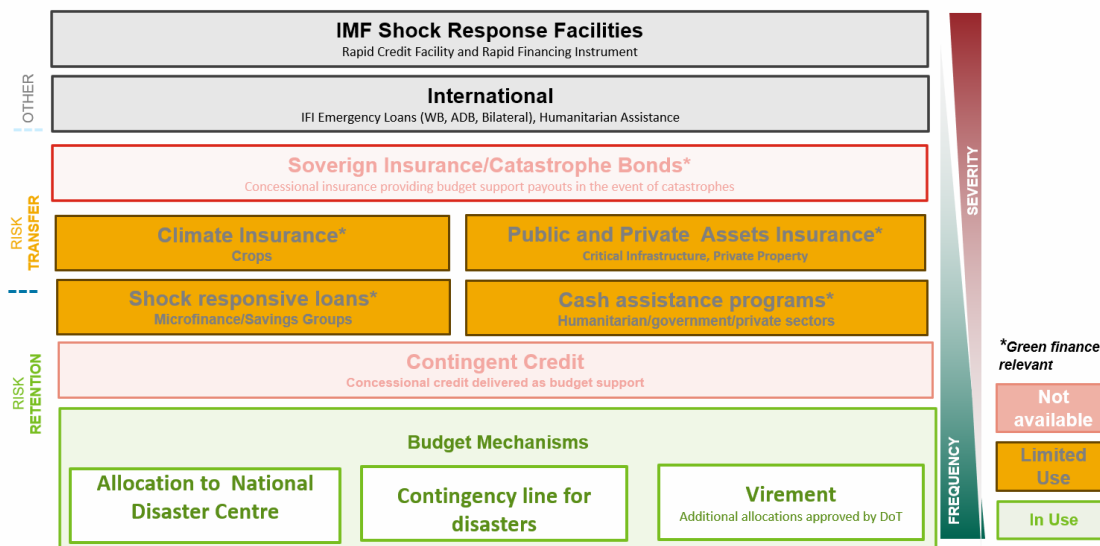 IMF Shock Response Facilities
Rapid Credit Facility and Rapid Financing Instrument
International
IFI Emergency Loans (WB, ADB, Bilateral), Humanitarian Assistance
OTHER
Soverign Insurance/Catastrophe Bonds*
Concessional insurance providing budget support payouts in the event of catastrophes
RISK
TRANSFER
Climate Insurance*
Crops
Public and Private Assets Insurance*
Critical Infrastructure, Private Property
Shock responsive loans*
Microfinance/Savings Groups
Cash assistance programs*
Humanitarian/government/private sectors
RISK
RETENTION
Contingent Credit
Concessional credit delivered as budget support
Budget Mechanisms
Allocation to National
Disaster Centre
Contingency line for
disasters
Virement
Additional allocations approved by DoT
SEVERITY
FREQUENCY
*Green finance
relevant
Not
available
Limited
Use
In Use